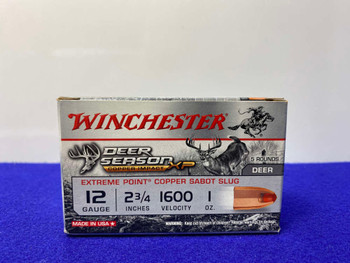 WINCHESTER
DEER
SEASON XP
COPPER IMPACT
5 ROUNDS
DEER
EXTREME POINT® COPPER SABOT SLUG
12 2 3/4 1600 1
GAUGE INCHES VELOCITY OZ.
MADE IN USA